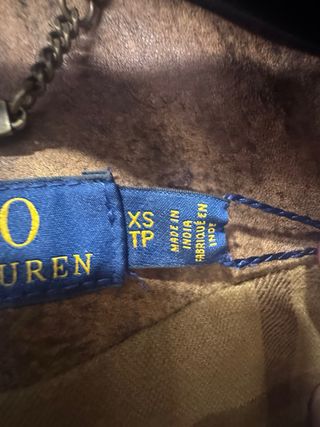 O
UREN
XS
TP
MADE IN
INDIA
FABRIQUÉ EN
INDE